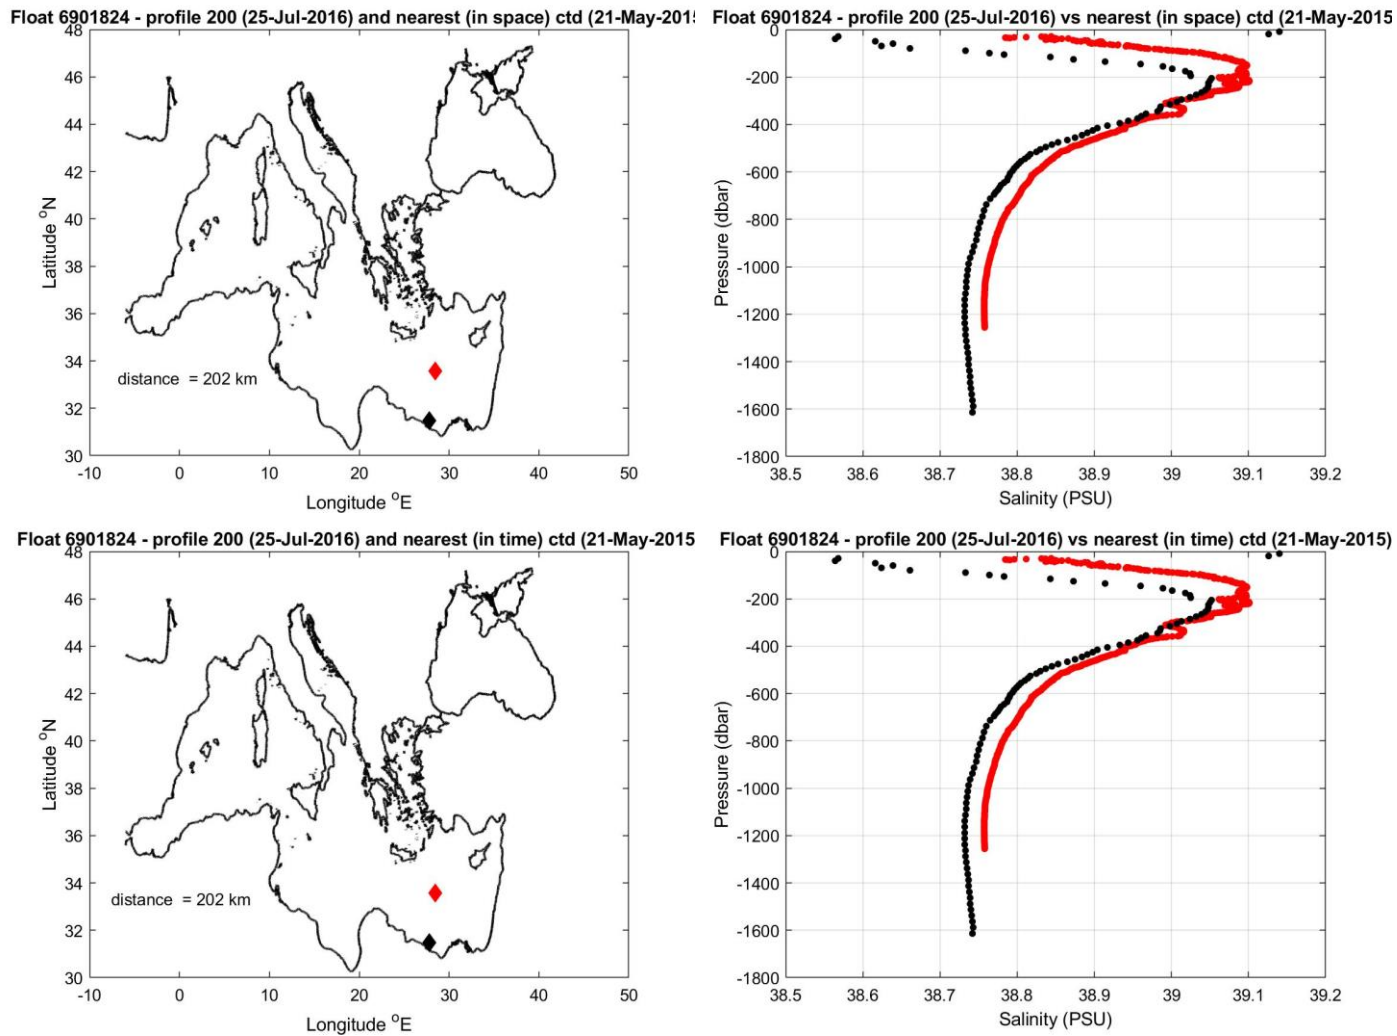 Float 6901824 - profile 200 (25-Jul-2016) and nearest (in space) ctd (21-May-201
48
46
44
42
40
38
36
34
32
30
Latitude °N
distance = 202 km
-10 0 10 20 30 40 50
Longitude °E
Float 6901824 - profile 200 (25-Jul-2016) vs nearest (in space) ctd (21-May-2015
0
-200
-400
-600
-800
-1000
-1200
-1400
-1600
-1800
Pressure (dbar)
38.5 38.6 38.7 38.8 38.9 39 39.1 39.2
Salinity (PSU)
Float 6901824 - profile 200 (25-Jul-2016) and nearest (in time) ctd (21-May-2015
48
46
44
42
40
38
36
34
32
30
Latitude °N
distance = 202 km
-10 0 10 20 30 40 50
Longitude °E
Float 6901824 - profile 200 (25-Jul-2016) vs nearest (in time) ctd (21-May-2015)
0
-200
-400
-600
-800
-1000
-1200
-1400
-1600
-1800
Pressure (dbar)
38.5 38.6 38.7 38.8 38.9 39 39.1 39.2
Salinity (PSU)